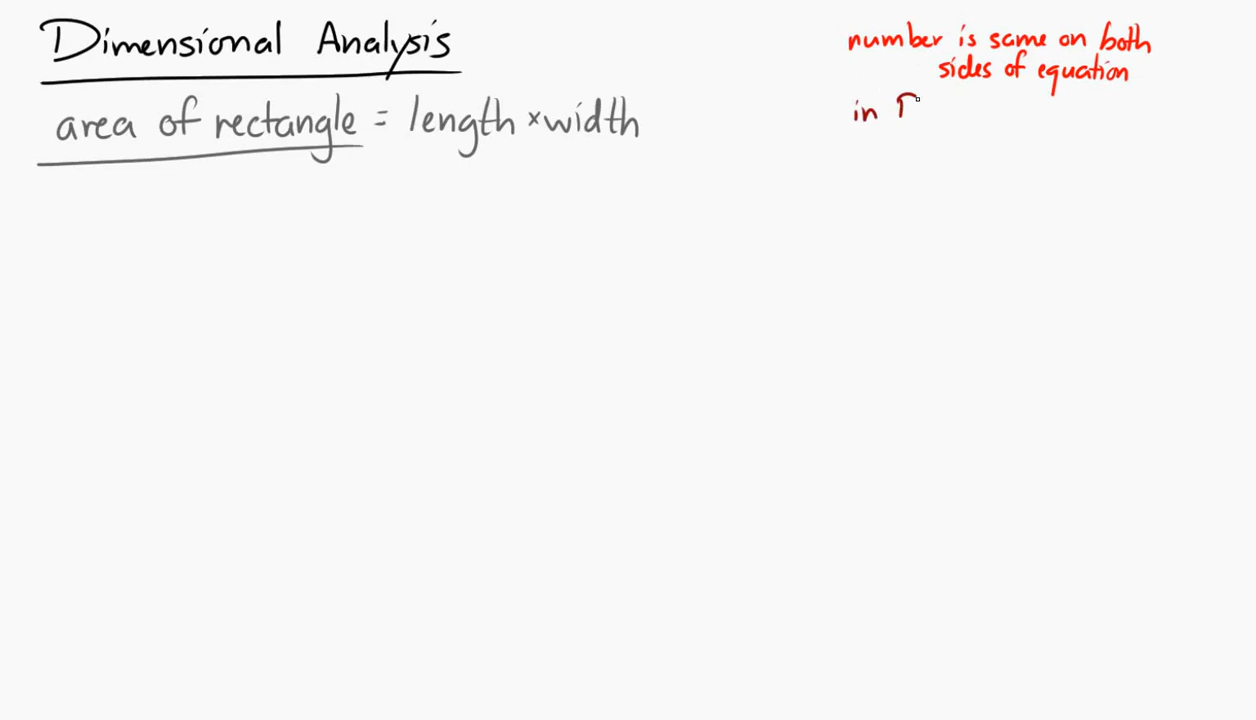 Dimensional Analysis
area of rectangle = length × width
number is same on both
sides of equation
in